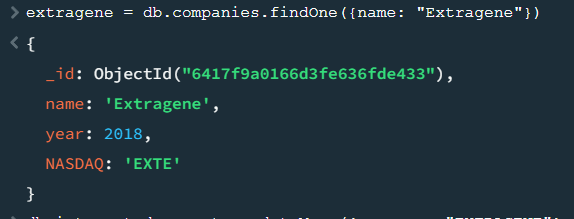 > extragene = db.companies.findOne({name: "Extragene"})
< {
_id: ObjectId("6417f9a0166d3fe636fde433"),
name: 'Extragene',
year: 2018,
NASDAQ: 'EXTE'
}